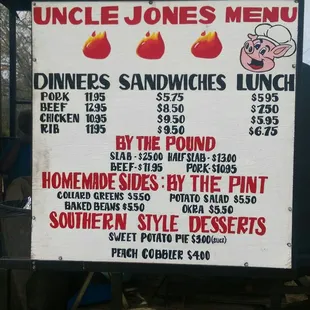 UNCLE JONES MENU
DINNERS SANDWICHES LUNCH
PORK 11.95 $5.75 $5.95
BEEF 12.95 $8.50 $7.50
CHICKEN 10.95 $9.50 $5.95
RIB 11.95 $9.50 $6.75
BY THE POUND
SLAB - $25.00 HALF SLAB - $13.00
BEEF - $11.95 PORK - $10.95
HOMEMADE SIDES: BY THE PINT
COLLARD GREENS $5.50 POTATO SALAD $5.50
BAKED BEANS $5.50 OKRA $5.50
SOUTHERN STYLE DESSERTS
SWEET POTATO PIE $3.00 (SLICE)
PEACH COBBLER $4.00